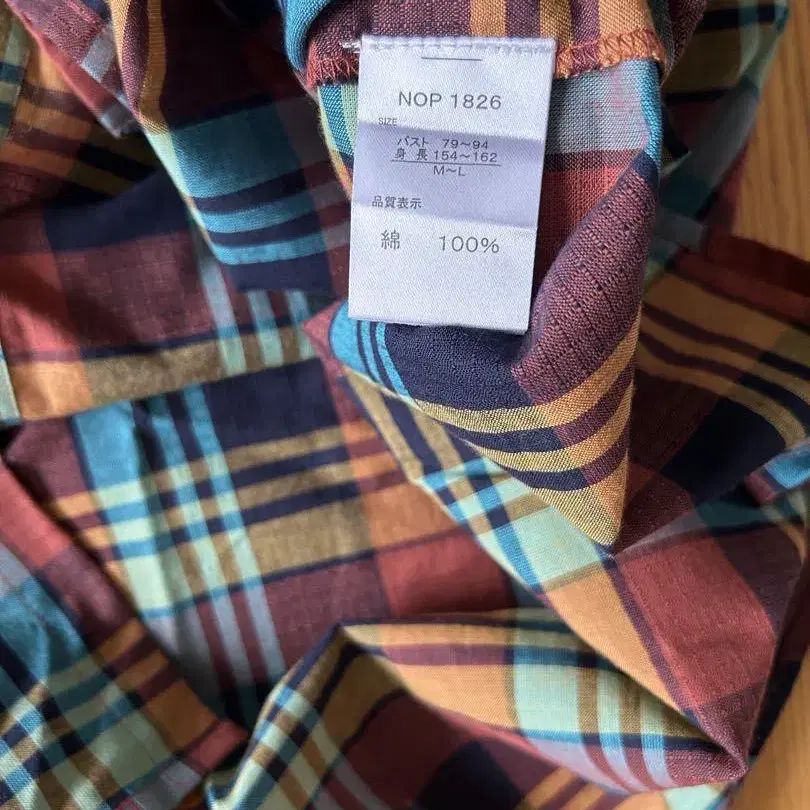 NOP 1826
SIZE
バスト 79〜94
身長 154〜162
M〜L
品質表示
綿 100%